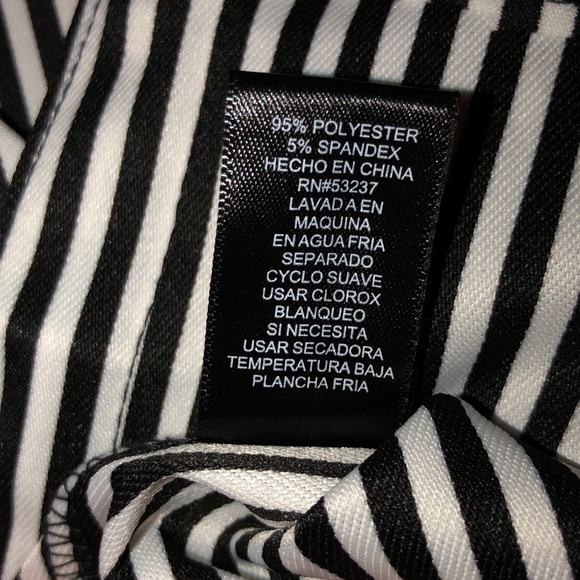 95% POLYESTER
5% SPANDEX
HECHO EN CHINA
RN#53237
LAVAD A EN
MAQUINA
EN AGUA FRIA
SEPARADO
CYCLO SUAVE
USAR CLOROX
BLANQUEO
SI NECESITA
USAR SECADORA
TEMPERATURA BAJA
PLANCHA FRIA